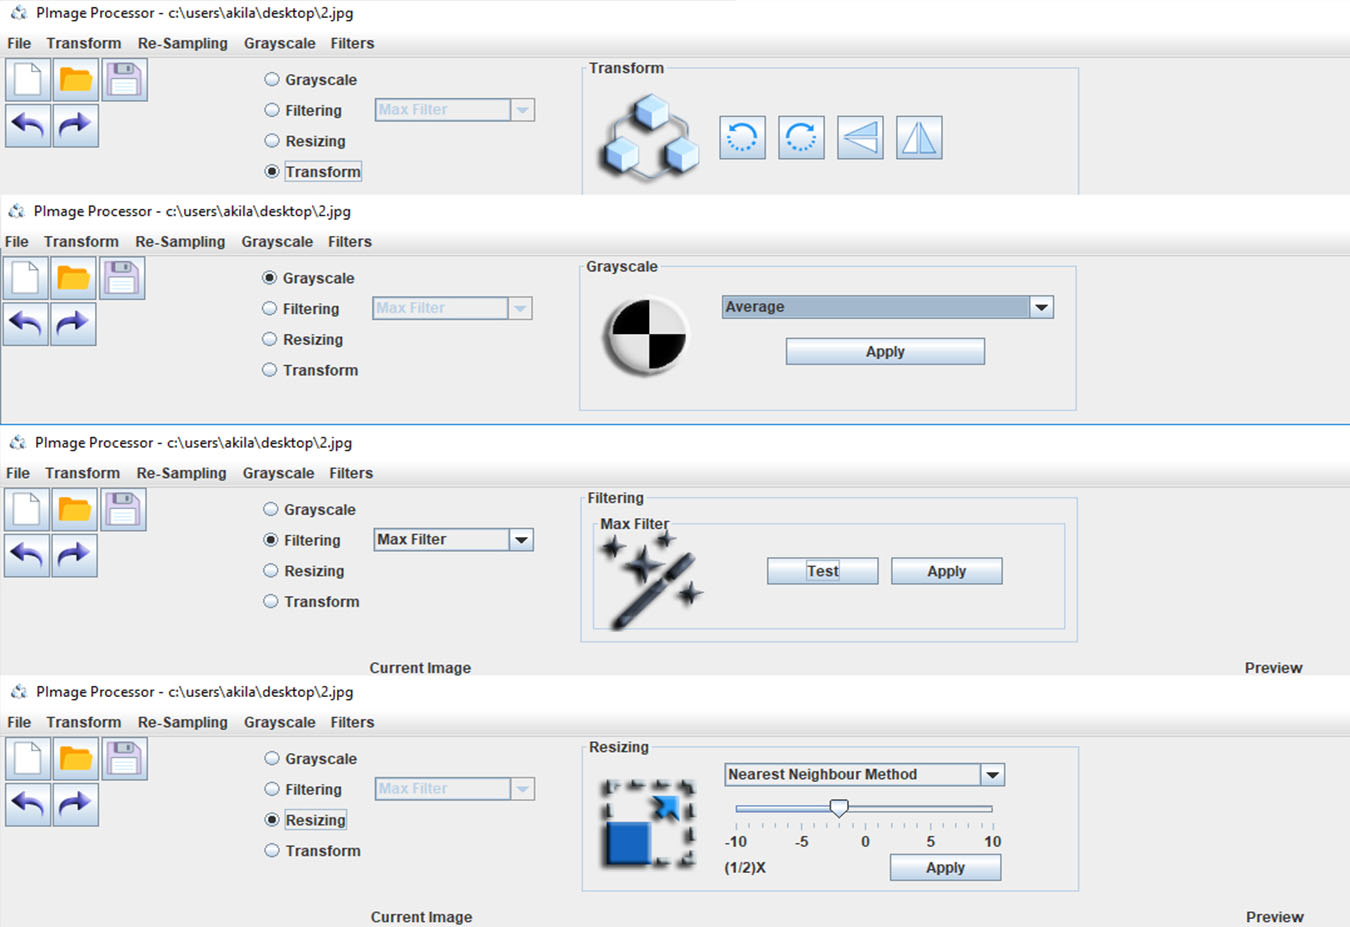 PImage Processor - c:\users\akila\desktop\2.jpg
File Transform Re-Sampling Grayscale Filters
Transform
Grayscale
Filtering Max Filter
Resizing
Transform
PImage Processor - c:\users\akila\desktop\2.jpg
File Transform Re-Sampling Grayscale Filters
Grayscale
Grayscale
Filtering Max Filter
Average
Resizing
Apply
Transform
PImage Processor - c:\users\akila\desktop\2.jpg
File Transform Re-Sampling Grayscale Filters
Filtering
Grayscale
Max Filter
Filtering Max Filter
Resizing
Test Apply
Transform
Current Image Preview
PImage Processor - c:\users\akila\desktop\2.jpg
File Transform Re-Sampling Grayscale Filters
Resizing
Grayscale
Nearest Neighbour Method
Filtering Max Filter
Resizing
-10 -5 0 5 10
Transform
(1/2)X Apply
Current Image Preview